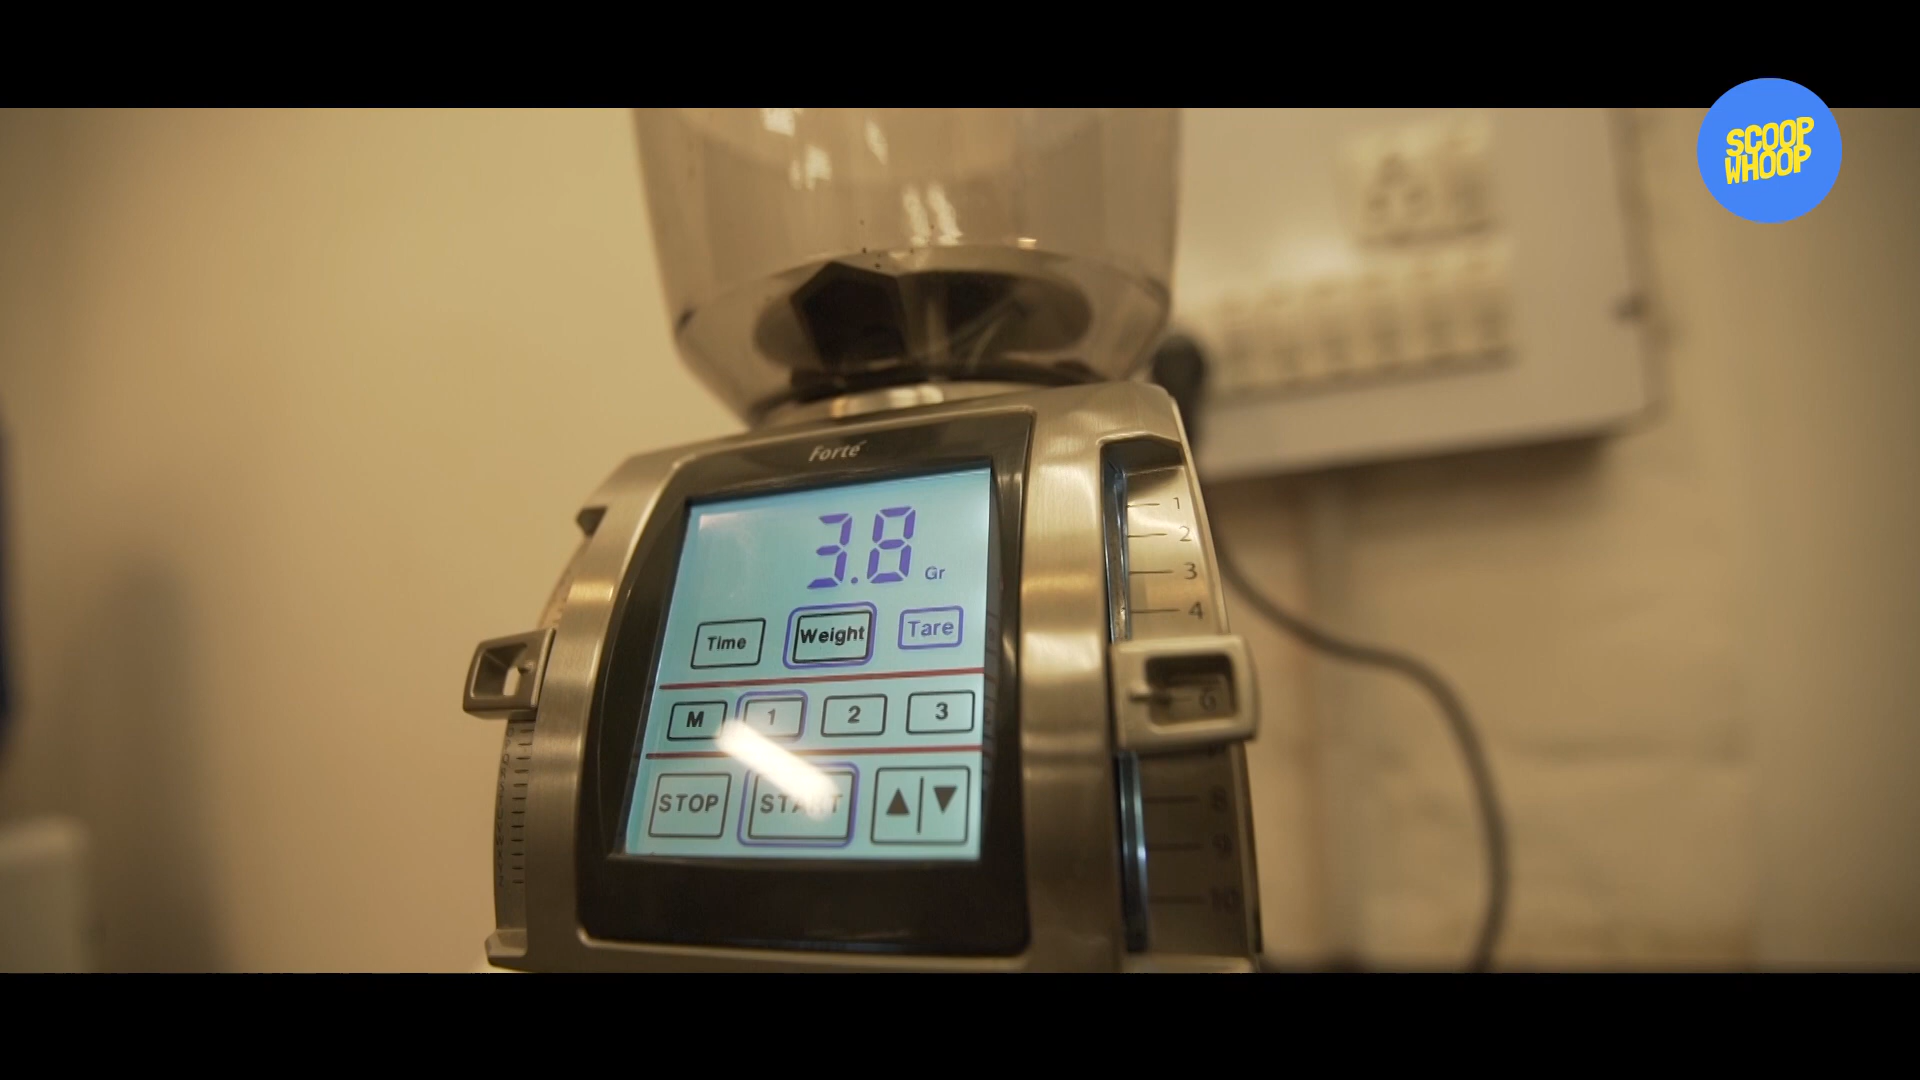 SCOOP
WHOOP
Forté
3.8 Gr
Time Weight Tare
M 1 2 3
STOP START
1
2
3
4
6
8
9
10